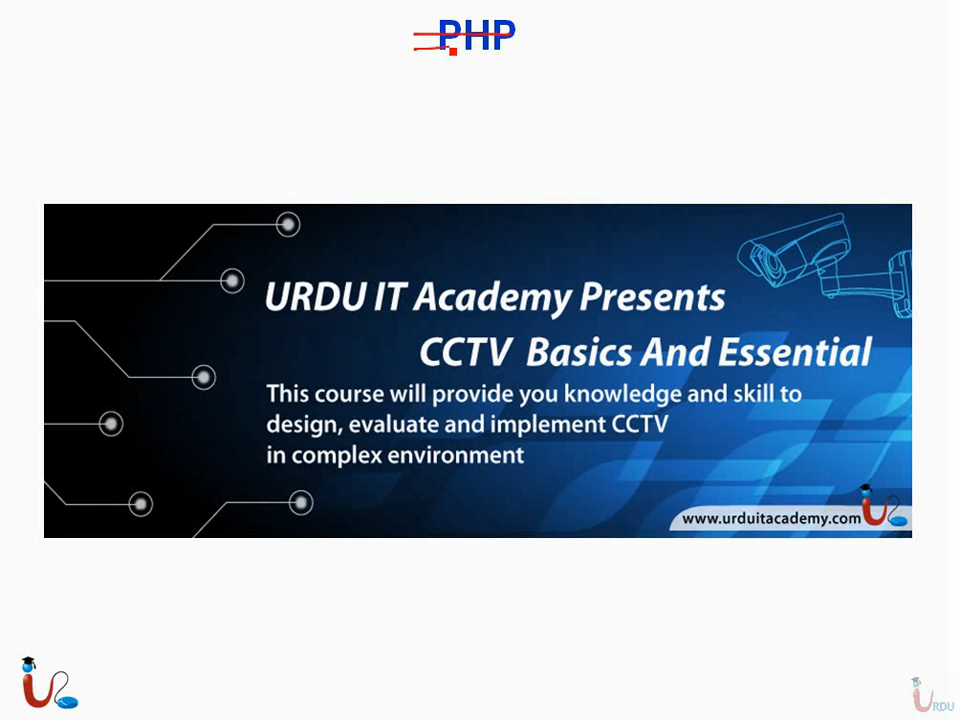 PHP
URDU IT Academy Presents
CCTV Basics And Essential
This course will provide you knowledge and skill to
design, evaluate and implement CCTV
in complex environment
www.urduitacademy.com
URDU